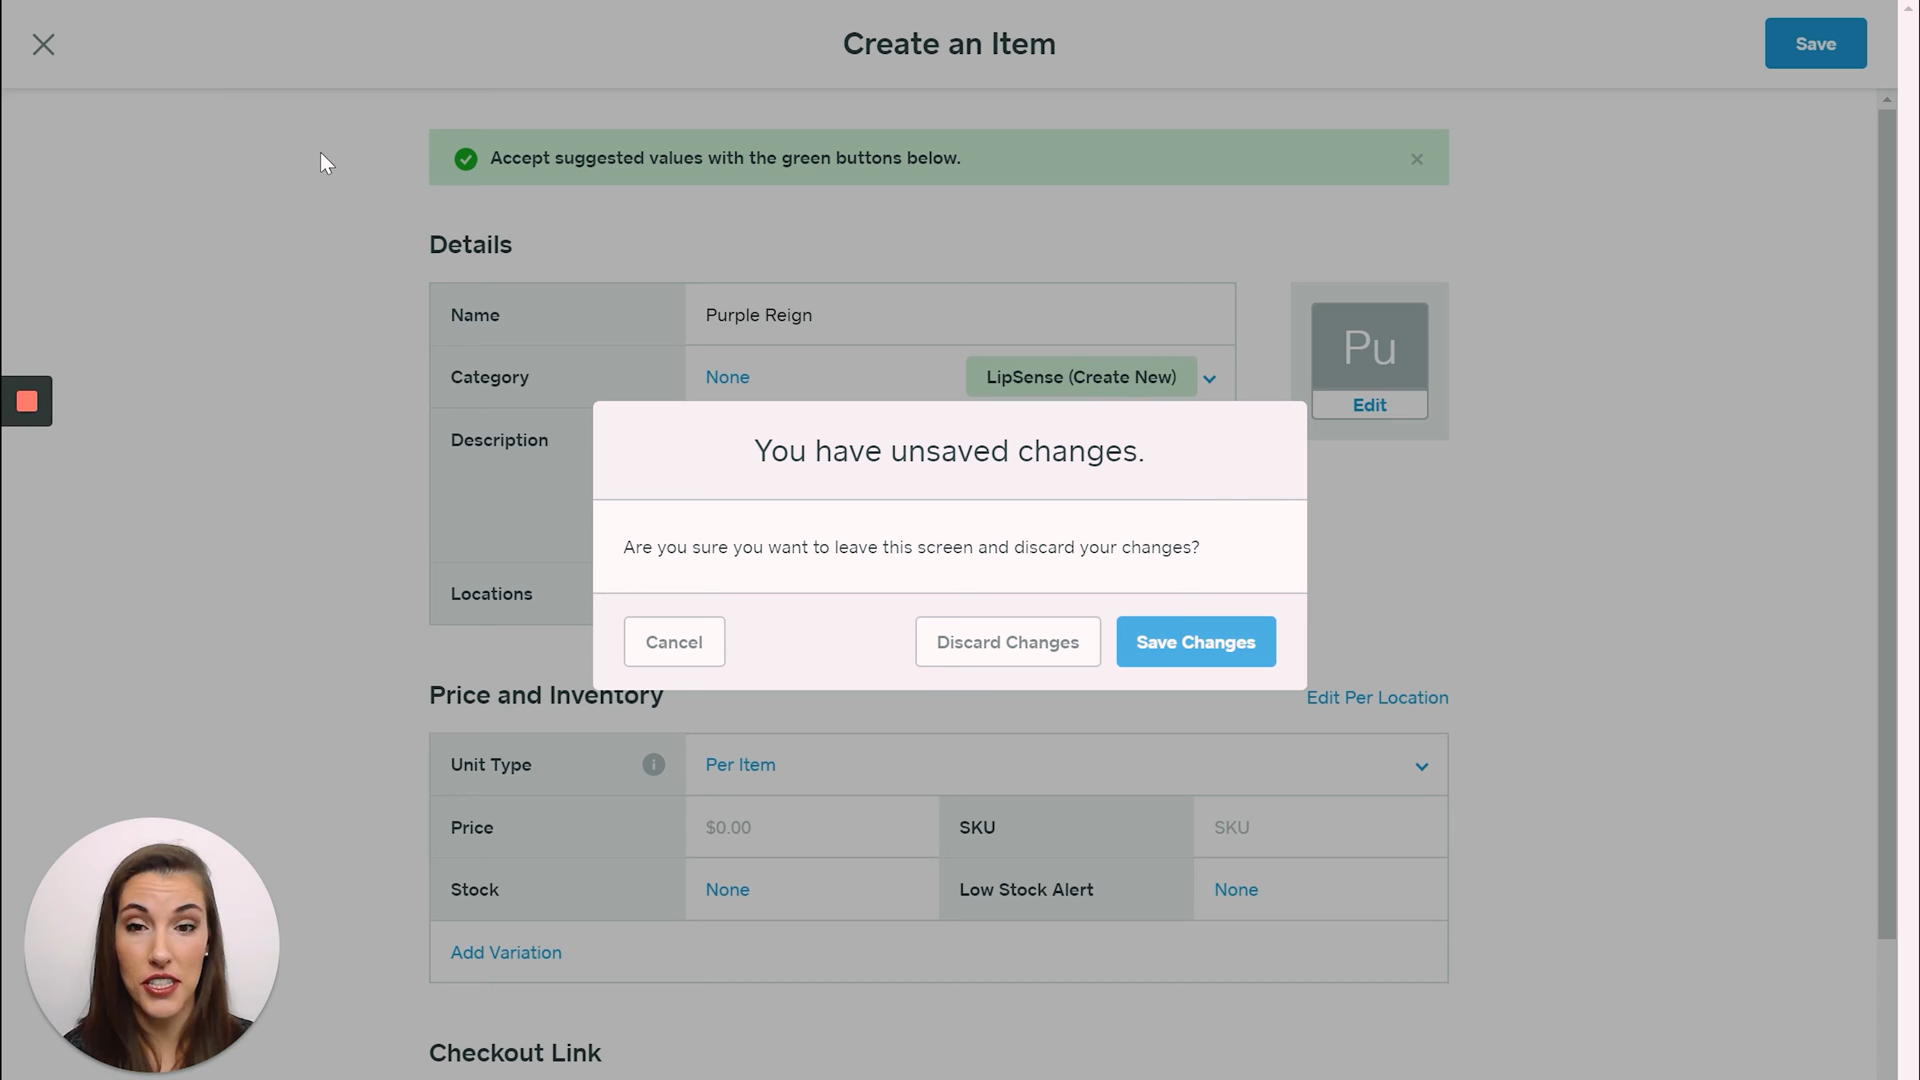 Create an Item
Save
Accept suggested values with the green buttons below.
Details
Name
Purple Reign
Category
None
LipSense (Create New)
Pu
Edit
Description
You have unsaved changes.
Are you sure you want to leave this screen and discard your changes?
Locations
Cancel
Discard Changes
Save Changes
Price and Inventory
Edit Per Location
Unit Type
Per Item
Price
$0.00
SKU
SKU
Stock
None
Low Stock Alert
None
Add Variation
Checkout Link